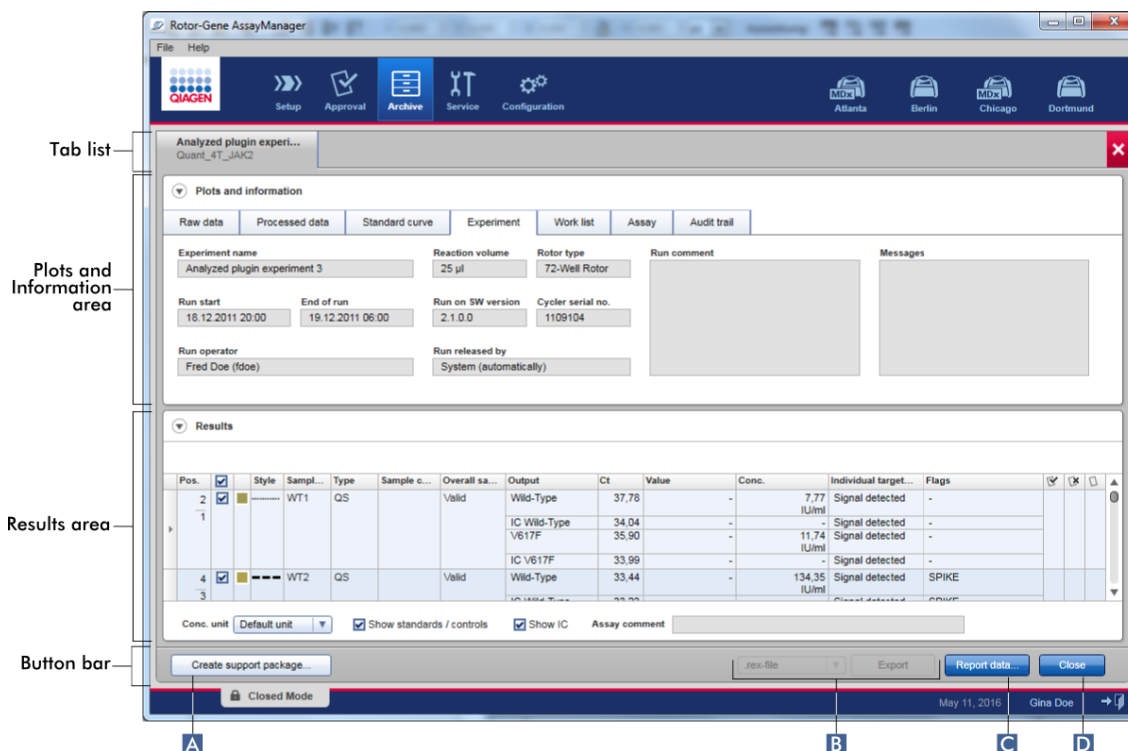 Rotor-Gene AssayManager
File Help
QIAGEN
Setup Approval Archive Service Configuration
MDx Atlanta Berlin MDx Chicago Dortmund
Tab list
Analyzed plugin experi...
Quant_4T_JAK2
Plots and Information area
Plots and information
Raw data Processed data Standard curve Experiment Work list Assay Audit trail
Experiment name Reaction volume Rotor type Run comment Messages
Analyzed plugin experiment 3 25 µl 72-Well Rotor
Run start End of run Run on SW version Cycler serial no.
18.12.2011 20:00 19.12.2011 06:00 2.1.0.0 1109104
Run operator Run released by
Fred Doe (fdoe) System (automatically)
Results area
Results
Pos. Style Sampl... Type Sample c... Overall sa... Output Ct Value Conc. Individual target... Flags
2 WT1 QS Valid Wild-Type 37,78 - 7,77 IU/ml Signal detected -
1
IC Wild-Type 34,04 - - Signal detected -
V617F 35,90 - 11,74 IU/ml Signal detected -
IC V617F 33,99 - - Signal detected -
4 WT2 QS Valid Wild-Type 33,44 - 134,35 IU/ml Signal detected SPIKE
3
Conc. unit Default unit Show standards / controls Show IC Assay comment
Button bar
Create support package... .rex-file Export Report data... Close
Closed Mode
May 11, 2016 Gina Doe
A B C D